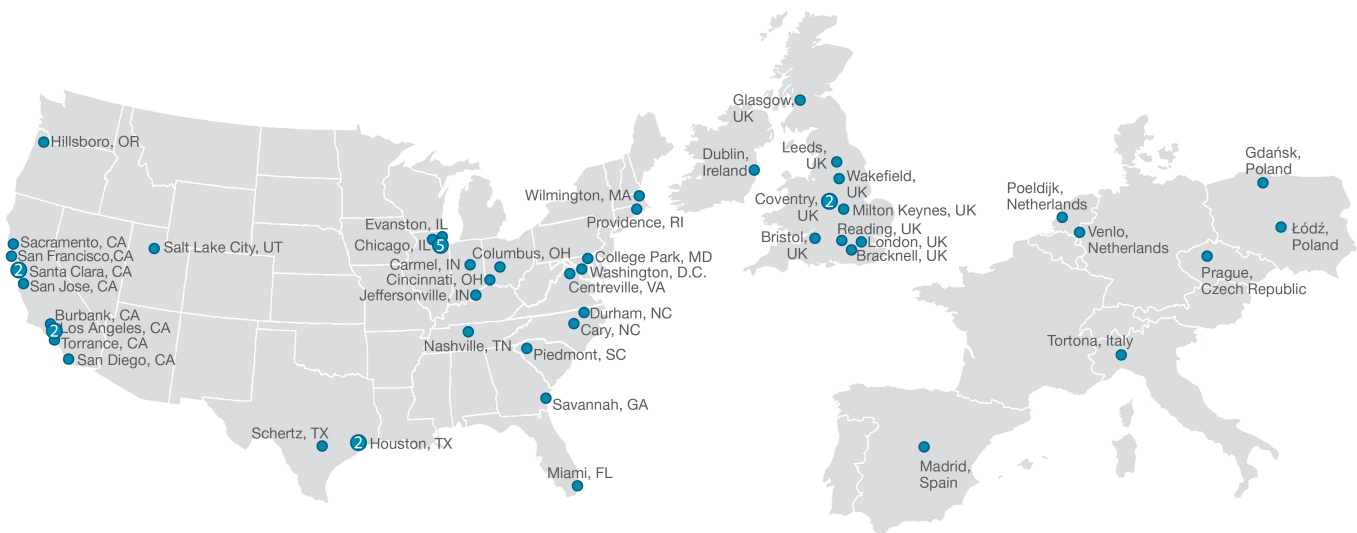 Hillsboro, OR
Sacramento, CA
San Francisco,CA
2
Santa Clara, CA
San Jose, CA
Burbank, CA
2
Los Angeles, CA
Torrance, CA
San Diego, CA
Salt Lake City, UT
Schertz, TX
2
Houston, TX
Evanston, IL
Chicago, IL
5
Carmel, IN
Columbus, OH
Cincinnati, OH
Jeffersonville, IN
Nashville, TN
Wilmington, MA
Providence, RI
College Park, MD
Washington, D.C.
Centreville, VA
Durham, NC
Cary, NC
Piedmont, SC
Savannah, GA
Miami, FL
Glasgow,
UK
Dublin,
Ireland
Leeds,
UK
Wakefield,
UK
Coventry,
UK
2
Milton Keynes, UK
Bristol,
UK
Reading, UK
London, UK
Bracknell, UK
Poeldijk,
Netherlands
Venlo,
Netherlands
Gdańsk,
Poland
Łódź,
Poland
Prague,
Czech Republic
Tortona, Italy
Madrid,
Spain